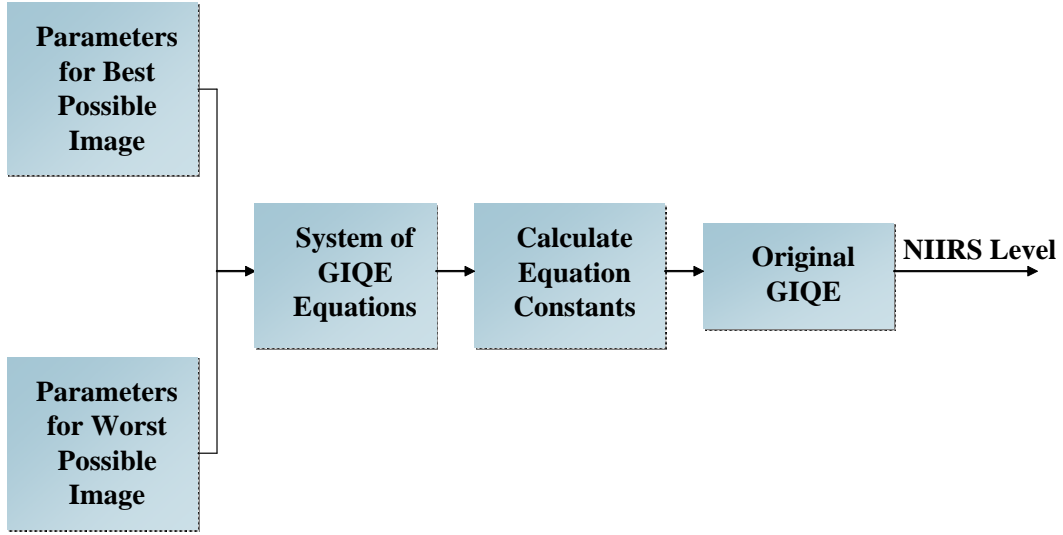 Parameters
for Best
Possible
Image
Parameters
for Worst
Possible
Image
System of
GIQE
Equations
Calculate
Equation
Constants
Original
GIQE
NIIRS Level